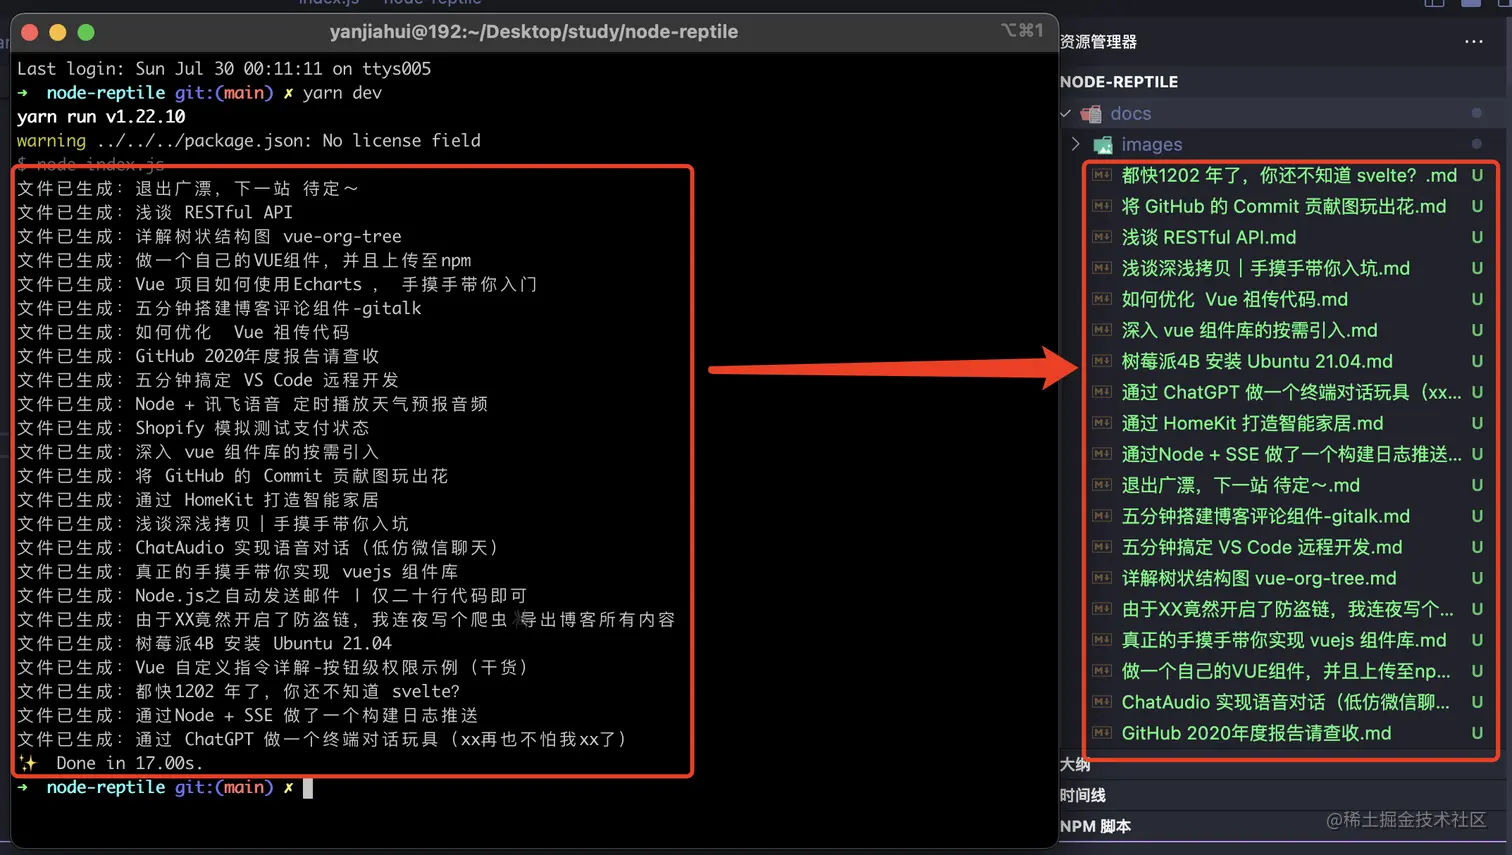 yanjiahui@192:~/Desktop/study/node-reptile
⌥⌘1
Last login: Sun Jul 30 00:11:11 on ttys005
➜ node-reptile git:(main) ✗ yarn dev
yarn run v1.22.10
warning ../../../package.json: No license field
$ node index.js
文件已生成：退出广漂，下一站 待定～
文件已生成：浅谈 RESTful API
文件已生成：详解树状结构图 vue-org-tree
文件已生成：做一个自己的VUE组件，并且上传至npm
文件已生成：Vue 项目如何使用Echarts ， 手摸手带你入门
文件已生成：五分钟搭建博客评论组件-gitalk
文件已生成：如何优化  Vue 祖传代码
文件已生成：GitHub 2020年度报告请查收
文件已生成：五分钟搞定 VS Code 远程开发
文件已生成：Node + 讯飞语音 定时播放天气预报音频
文件已生成：Shopify 模拟测试支付状态
文件已生成：深入 vue 组件库的按需引入
文件已生成：将 GitHub 的 Commit 贡献图玩出花
文件已生成：通过 HomeKit 打造智能家居
文件已生成：浅谈深浅拷贝｜手摸手带你入坑
文件已生成：ChatAudio 实现语音对话（低仿微信聊天）
文件已生成：真正的手摸手带你实现 vuejs 组件库
文件已生成：Node.js之自动发送邮件 | 仅二十行代码即可
文件已生成：由于XX竟然开启了防盗链，我连夜写个爬虫🕷导出博客所有内容
文件已生成：树莓派4B 安装 Ubuntu 21.04
文件已生成：Vue 自定义指令详解-按钮级权限示例（干货）
文件已生成：都快1202 年了，你还不知道 svelte?
文件已生成：通过Node + SSE 做了一个构建日志推送
文件已生成：通过 ChatGPT 做一个终端对话玩具（xx再也不怕我xx了）
✨ Done in 17.00s.
➜ node-reptile git:(main) ✗
资源管理器
···
NODE-REPTILE
docs
images
都快1202 年了，你还不知道 svelte? .md U
将 GitHub 的 Commit 贡献图玩出花.md U
浅谈 RESTful API.md U
浅谈深浅拷贝｜手摸手带你入坑.md U
如何优化  Vue 祖传代码.md U
深入 vue 组件库的按需引入.md U
树莓派4B 安装 Ubuntu 21.04.md U
通过 ChatGPT 做一个终端对话玩具（xx... U
通过 HomeKit 打造智能家居.md U
通过Node + SSE 做了一个构建日志推送... U
退出广漂，下一站 待定～.md U
五分钟搭建博客评论组件-gitalk.md U
五分钟搞定 VS Code 远程开发.md U
详解树状结构图 vue-org-tree.md U
由于XX竟然开启了防盗链，我连夜写个... U
真正的手摸手带你实现 vuejs 组件库.md U
做一个自己的VUE组件，并且上传至np... U
ChatAudio 实现语音对话（低仿微信聊... U
GitHub 2020年度报告请查收.md U
大纲
时间线
NPM 脚本
@稀土掘金技术社区